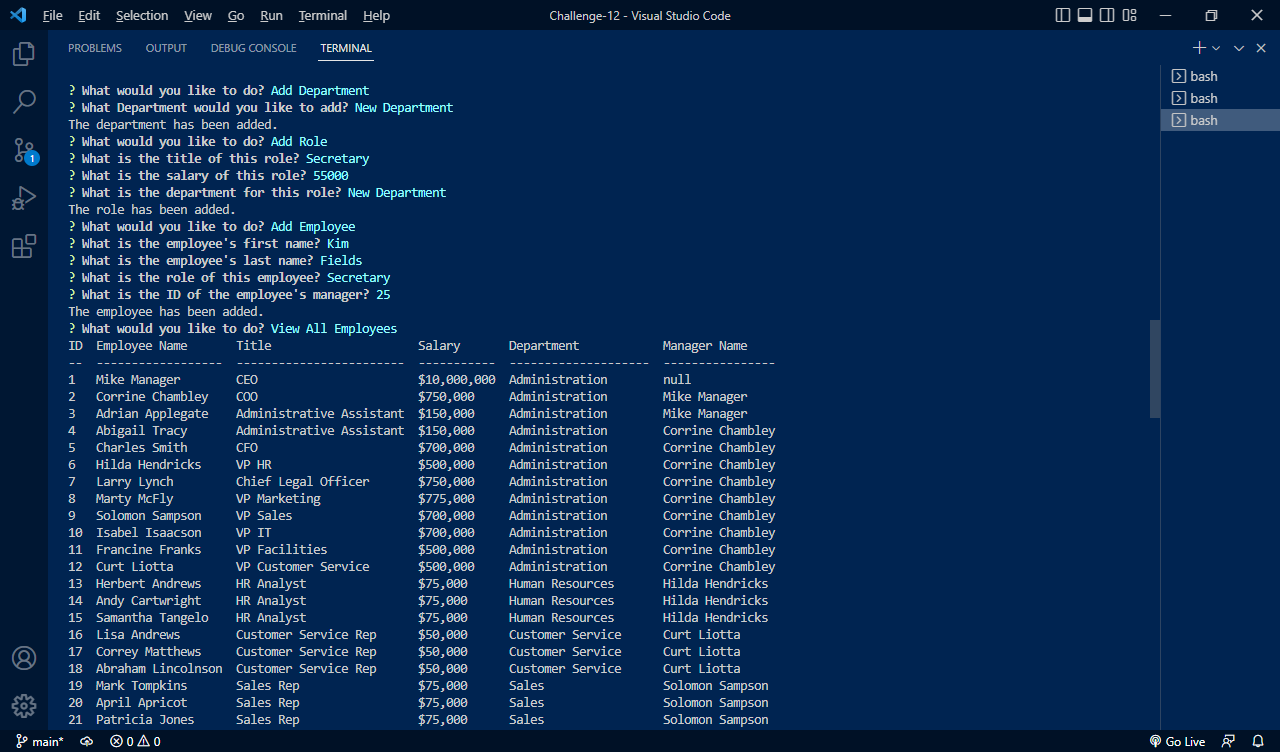 File Edit Selection View Go Run Terminal Help Challenge-12 - Visual Studio Code
PROBLEMS OUTPUT DEBUG CONSOLE TERMINAL
bash
bash
bash
1
? What would you like to do? Add Department
? What Department would you like to add? New Department
The department has been added.
? What would you like to do? Add Role
? What is the title of this role? Secretary
? What is the salary of this role? 55000
? What is the department for this role? New Department
The role has been added.
? What would you like to do? Add Employee
? What is the employee's first name? Kim
? What is the employee's last name? Fields
? What is the role of this employee? Secretary
? What is the ID of the employee's manager? 25
The employee has been added.
? What would you like to do? View All Employees
ID Employee Name Title Salary Department Manager Name
-- ------------------ ------------------------ ----------- -------------------- ----------------
1 Mike Manager CEO $10,000,000 Administration null
2 Corrine Chambley COO $750,000 Administration Mike Manager
3 Adrian Applegate Administrative Assistant $150,000 Administration Mike Manager
4 Abigail Tracy Administrative Assistant $150,000 Administration Corrine Chambley
5 Charles Smith CFO $700,000 Administration Corrine Chambley
6 Hilda Hendricks VP HR $500,000 Administration Corrine Chambley
7 Larry Lynch Chief Legal Officer $750,000 Administration Corrine Chambley
8 Marty McFly VP Marketing $775,000 Administration Corrine Chambley
9 Solomon Sampson VP Sales $700,000 Administration Corrine Chambley
10 Isabel Isaacson VP IT $700,000 Administration Corrine Chambley
11 Francine Franks VP Facilities $500,000 Administration Corrine Chambley
12 Curt Liotta VP Customer Service $500,000 Administration Corrine Chambley
13 Herbert Andrews HR Analyst $75,000 Human Resources Hilda Hendricks
14 Andy Cartwright HR Analyst $75,000 Human Resources Hilda Hendricks
15 Samantha Tangelo HR Analyst $75,000 Human Resources Hilda Hendricks
16 Lisa Andrews Customer Service Rep $50,000 Customer Service Curt Liotta
17 Correy Matthews Customer Service Rep $50,000 Customer Service Curt Liotta
18 Abraham Lincolnson Customer Service Rep $50,000 Customer Service Curt Liotta
19 Mark Tompkins Sales Rep $75,000 Sales Solomon Sampson
20 April Apricot Sales Rep $75,000 Sales Solomon Sampson
21 Patricia Jones Sales Rep $75,000 Sales Solomon Sampson
main* 0 0 Go Live